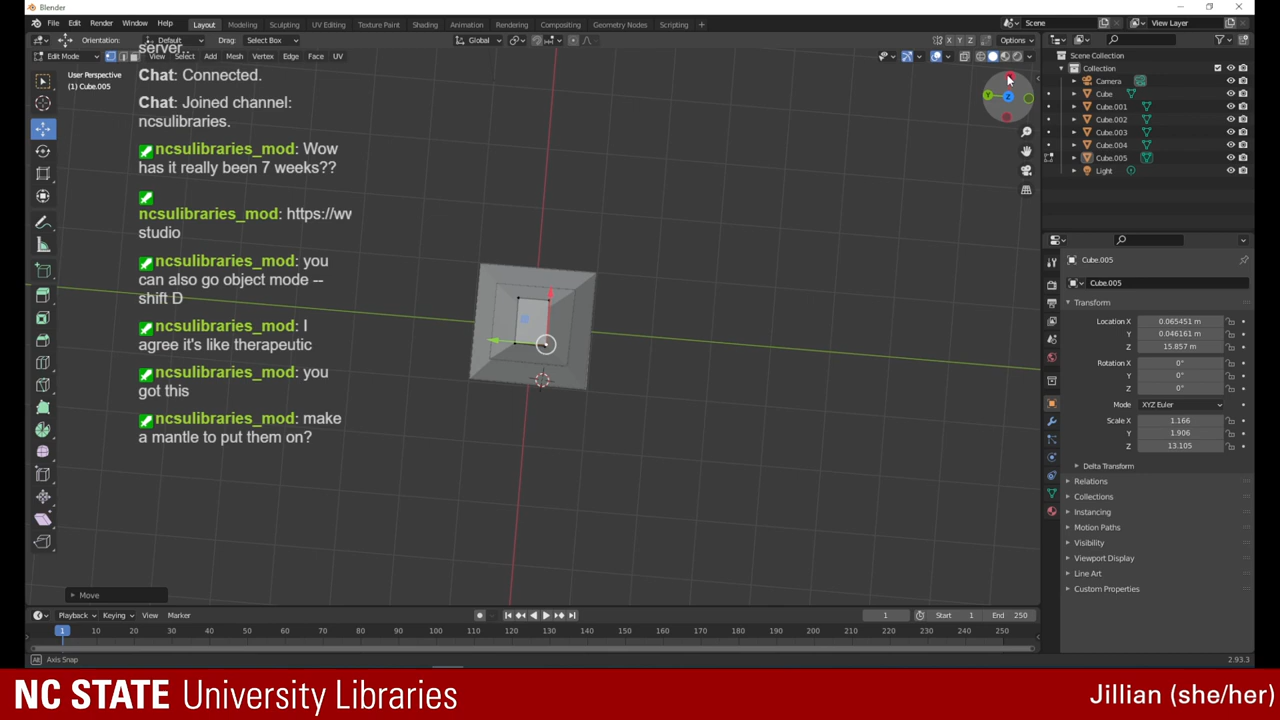 Blender
File Edit Render Window Help Layout Modeling Sculpting UV Editing Texture Paint Shading Animation Rendering Compositing Geometry Nodes Scripting + Scene View Layer
Orientation: Default Drag: Select Box Global X Y Z Options
server..
Edit Mode View Select Add Mesh Vertex Edge Face UV
User Perspective
(1) Cube.005
Scene Collection
Collection
Camera
Cube
Cube.001
Cube.002
Cube.003
Cube.004
Cube.005
Light
Y Z
Chat: Connected.
Chat: Joined channel:
ncsulibraries.
ncsulibraries_mod: Wow
has it really been 7 weeks??
ncsulibraries_mod: https://wv
studio
ncsulibraries_mod: you
can also go object mode --
shift D
ncsulibraries_mod: I
agree it's like therapeutic
ncsulibraries_mod: you
got this
ncsulibraries_mod: make
a mantle to put them on?
Cube.005
Cube.005
Transform
Location X 0.065451 m
Y 0.046161 m
Z 15.857 m
Rotation X 0°
Y 0°
Z 0°
Mode XYZ Euler
Scale X 1.166
Y 1.906
Z 13.105
Delta Transform
Relations
Collections
Instancing
Motion Paths
Visibility
Viewport Display
Line Art
Custom Properties
Move
Playback Keying View Marker 1 Start 1 End 250
1 10 20 30 40 50 60 70 80 90 100 110 120 130 140 150 160 170 180 190 200 210 220 230 240 250
Axis Snap 2.93.3
NC STATE University Libraries
Jillian (she/her)